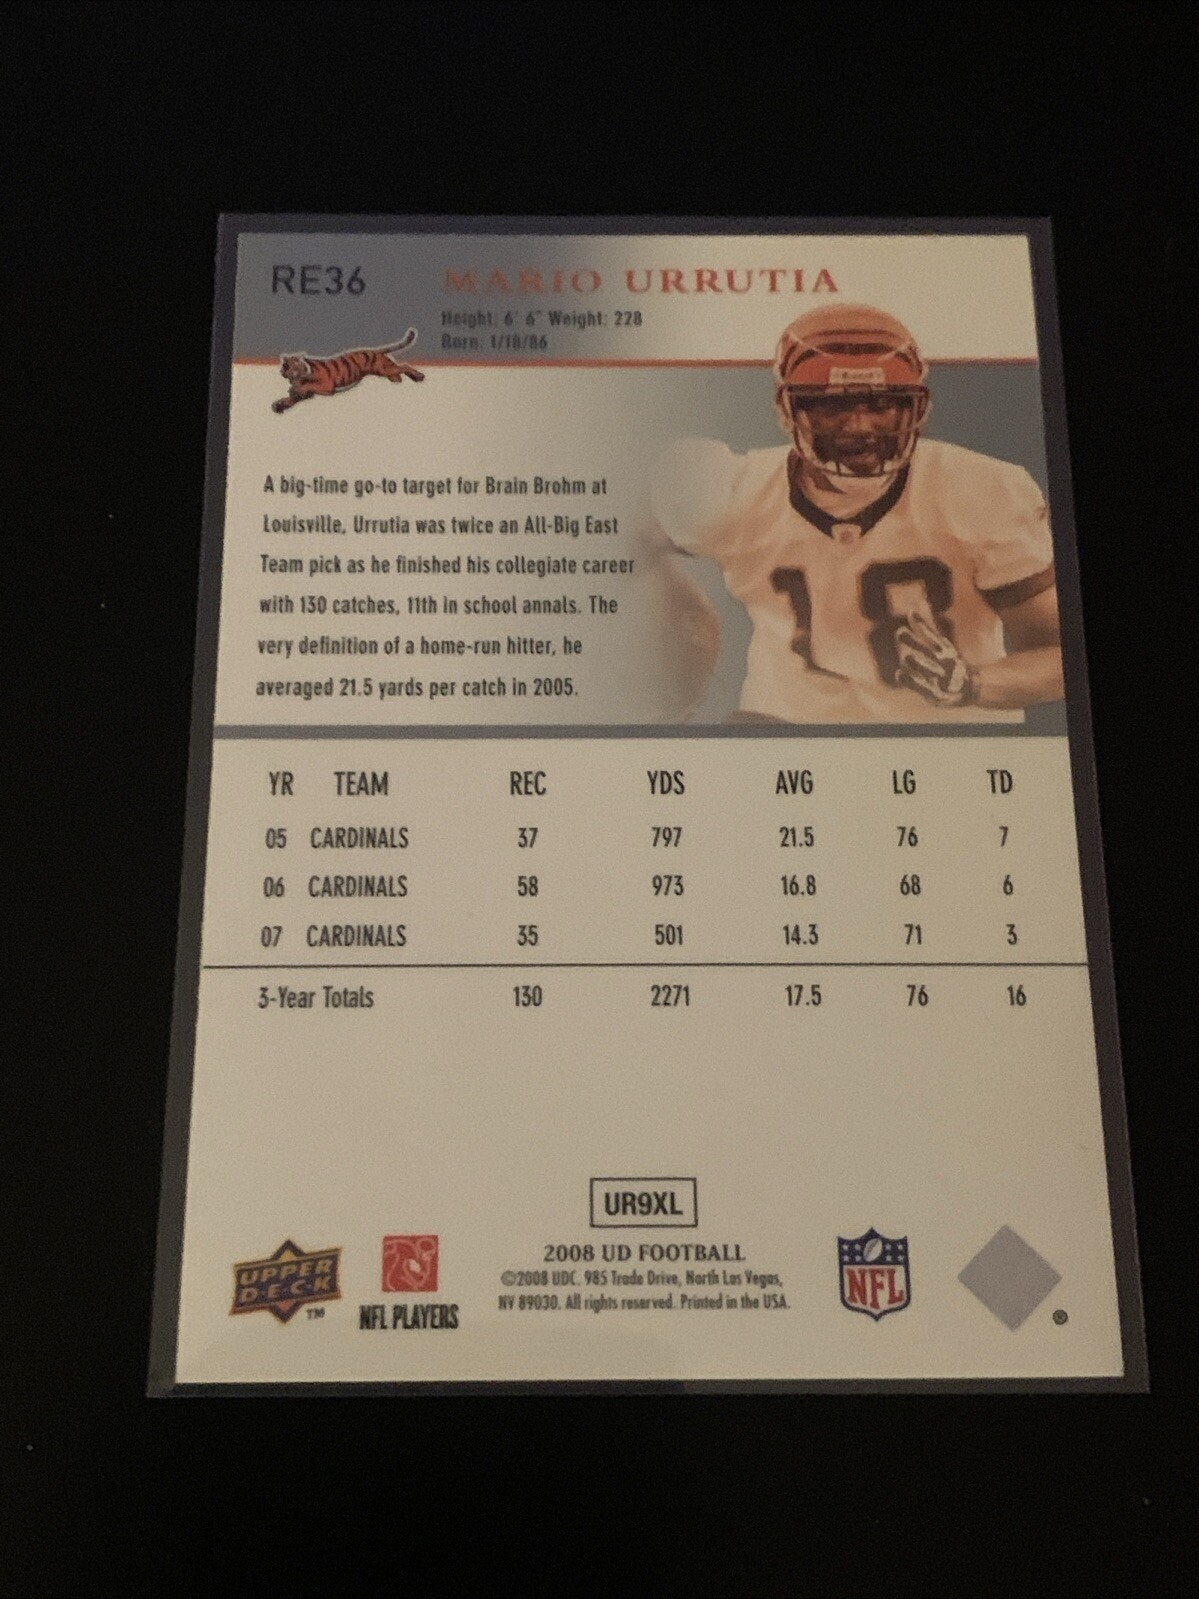 RE36
MARIO URRUTIA
Height: 6' 6" Weight: 228
Born: 1/18/86
A big-time go-to target for Brain Brohm at
Louisville, Urrutia was twice an All-Big East
Team pick as he finished his collegiate career
with 130 catches, 11th in school annals. The
very definition of a home-run hitter, he
averaged 21.5 yards per catch in 2005.
18
YR TEAM REC YDS AVG LG TD
05 CARDINALS 37 797 21.5 76 7
06 CARDINALS 58 973 16.8 68 6
07 CARDINALS 35 501 14.3 71 3
3-Year Totals 130 2271 17.5 76 16
UR9XL
2008 UD FOOTBALL
©2008 UDC. 985 Trade Drive, North Las Vegas,
NV 89030. All rights reserved. Printed in the USA.
UPPER
DECK
TM
NFL PLAYERS
NFL
®